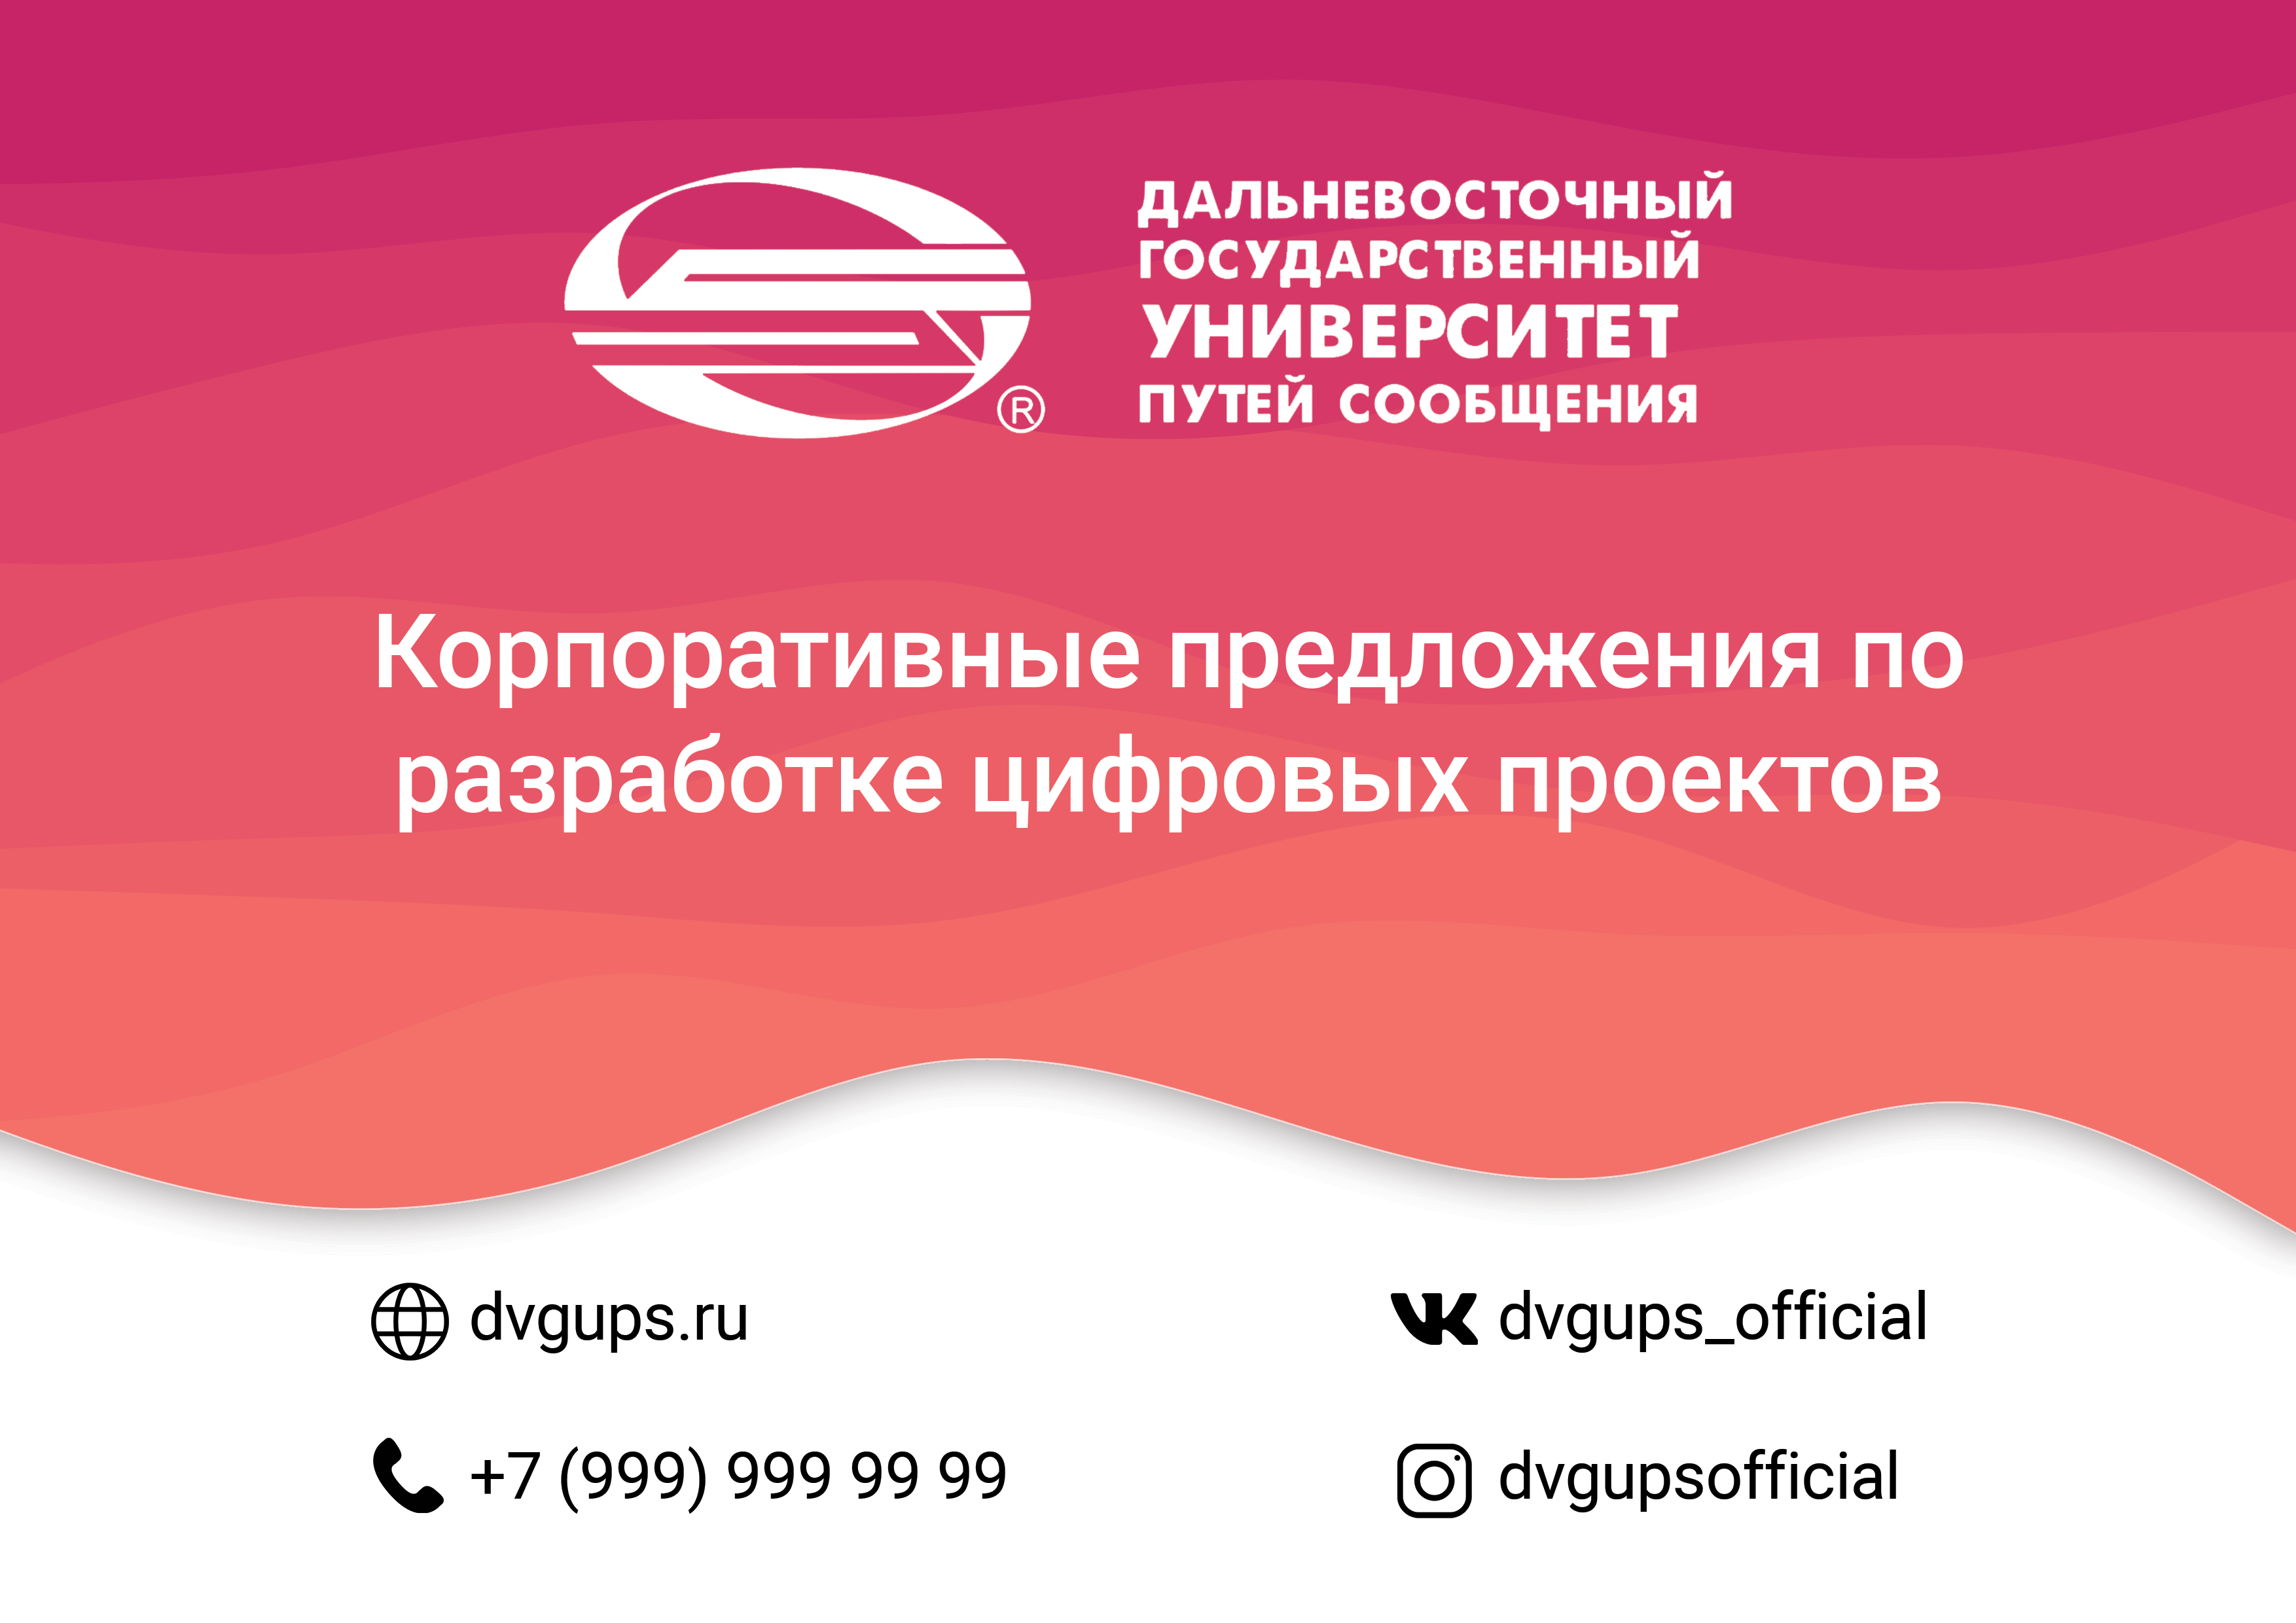 ДАЛЬНЕВОСТОЧНЫЙ
ГОСУДАРСТВЕННЫЙ
УНИВЕРСИТЕТ
ПУТЕЙ СООБЩЕНИЯ
®
Корпоративные предложения по
разработке цифровых проектов
dvgups.ru
dvgups_official
+7 (999) 999 99 99
dvgupsofficial